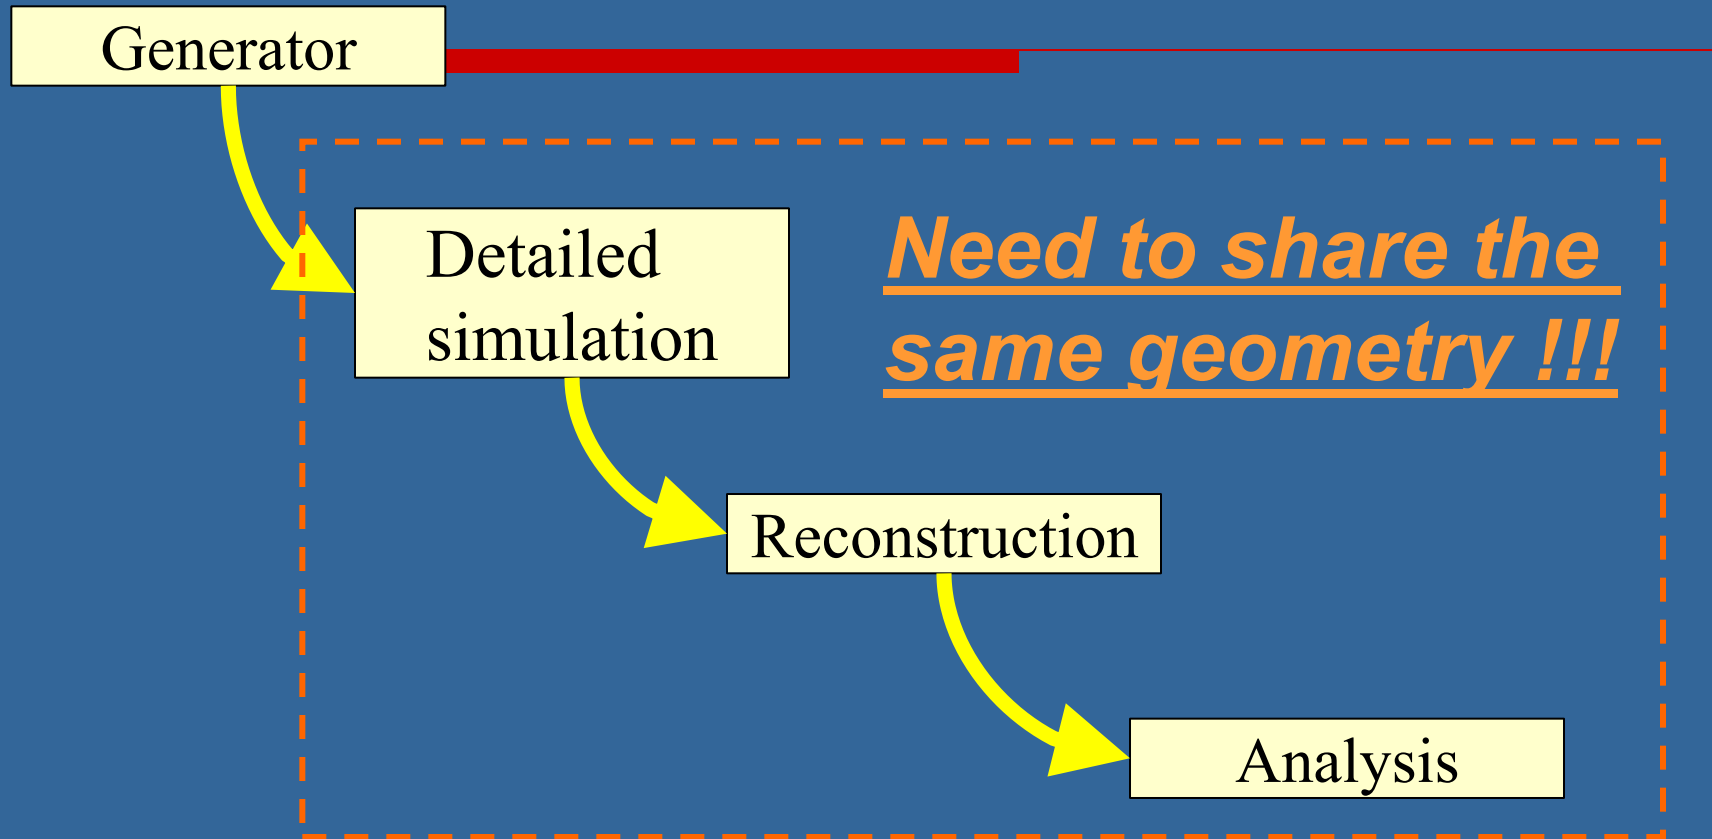 Generator
Detailed
simulation
Need to share the
same geometry !!!
Reconstruction
Analysis